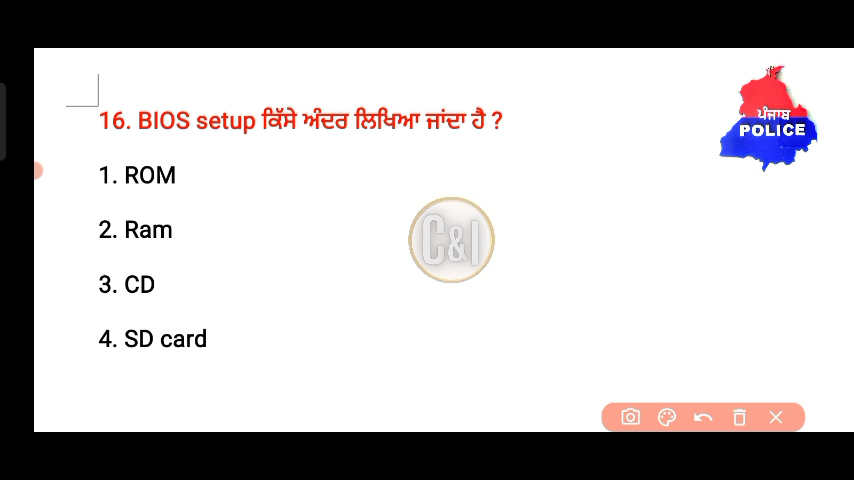 16. BIOS setup ਕਿੱਸੇ ਅੰਦਰ ਲਿਖਿਆ ਜਾਂਦਾ ਹੈ ?
ਪੰਜਾਬ
POLICE
1. ROM
2. Ram
C&I
3. CD
4. SD card